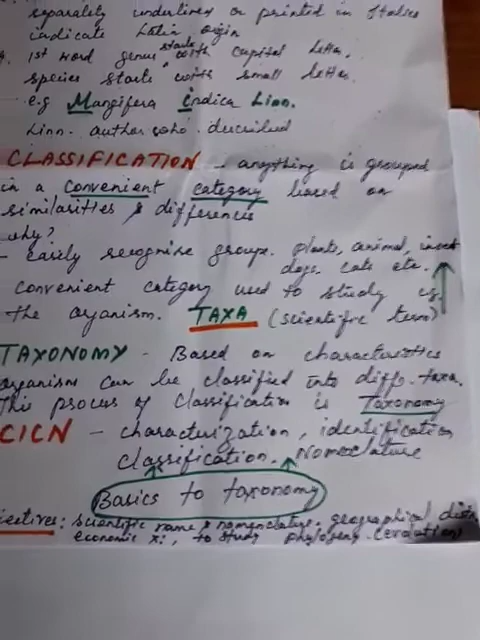 separately underlined or printed in Italics
indicate Latin origin
4. 1st word genus starts with capital letter.
species starts with small letter.
e.g Mangifera indica Linn.
Linn. author who described
CLASSIFICATION - anything is grouped
in a convenient category based on
similarities & differences
why?
- easily recognise groups. plants, animal, insect
dogs. cats etc.
convenient category used to study eg.
the organism. TAXA (scientific term)
TAXONOMY - Based on characteristics
organism can be classified into diff. taxa.
This process of classification is Taxonomy
CICN - characterization, identification
classification. Nomeclature
Basics to taxonomy
jectives: scientific name & nomenclature. geographical distn.
economic to study phylogeny (evolution)